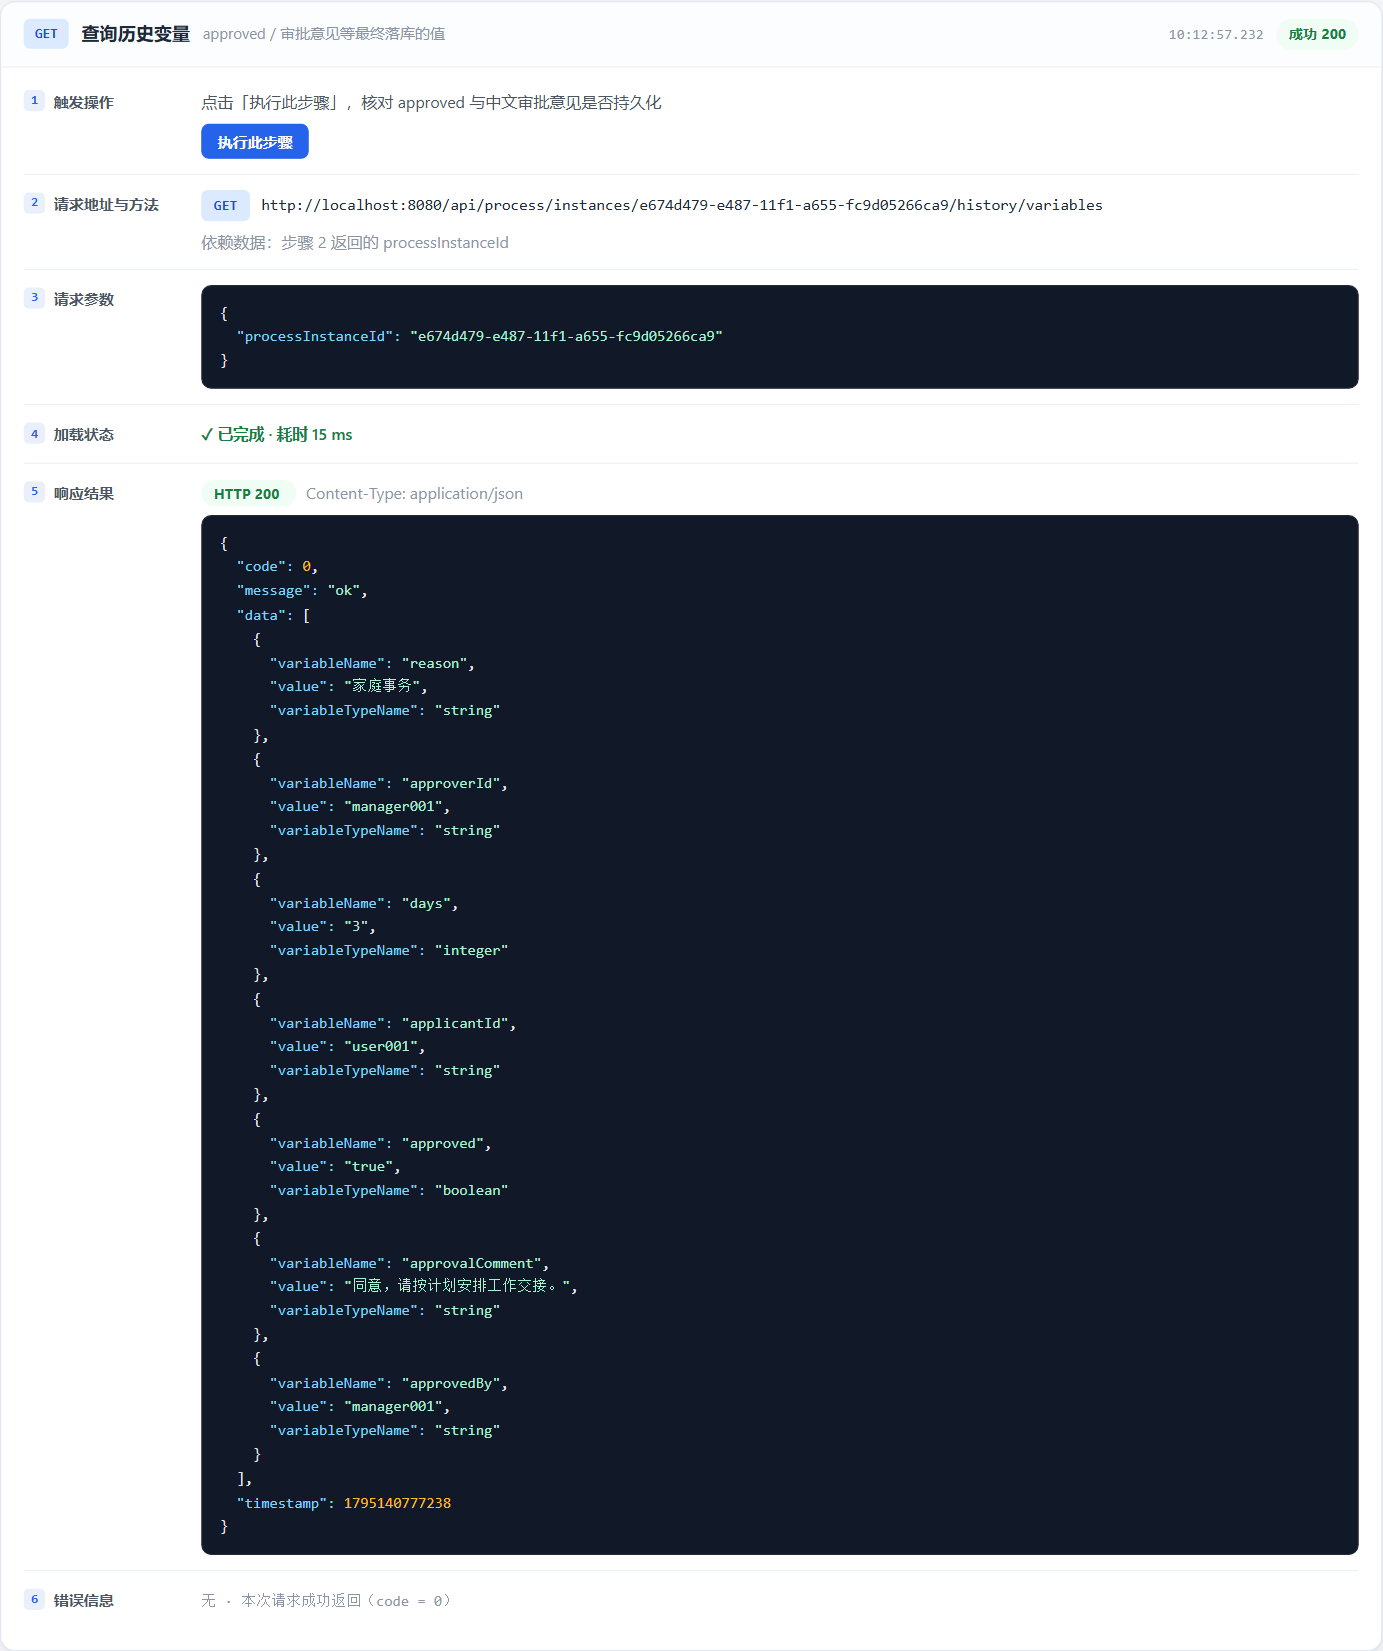 GET 查询历史变量 approved / 审批意见等最终落库的值 10:12:57.232 成功 200
1 触发操作 点击「执行此步骤」，核对 approved 与中文审批意见是否持久化
执行此步骤
2 请求地址与方法 GET http://localhost:8080/api/process/instances/e674d479-e487-11f1-a655-fc9d05266ca9/history/variables
依赖数据：步骤 2 返回的 processInstanceId
3 请求参数
{
"processInstanceId": "e674d479-e487-11f1-a655-fc9d05266ca9"
}
4 加载状态 ✓ 已完成 · 耗时 15 ms
5 响应结果 HTTP 200 Content-Type: application/json
{
"code": 0,
"message": "ok",
"data": [
{
"variableName": "reason",
"value": "家庭事务",
"variableTypeName": "string"
},
{
"variableName": "approverId",
"value": "manager001",
"variableTypeName": "string"
},
{
"variableName": "days",
"value": "3",
"variableTypeName": "integer"
},
{
"variableName": "applicantId",
"value": "user001",
"variableTypeName": "string"
},
{
"variableName": "approved",
"value": "true",
"variableTypeName": "boolean"
},
{
"variableName": "approvalComment",
"value": "同意，请按计划安排工作交接。",
"variableTypeName": "string"
},
{
"variableName": "approvedBy",
"value": "manager001",
"variableTypeName": "string"
}
],
"timestamp": 1795140777238
}
6 错误信息 无 · 本次请求成功返回（code = 0）